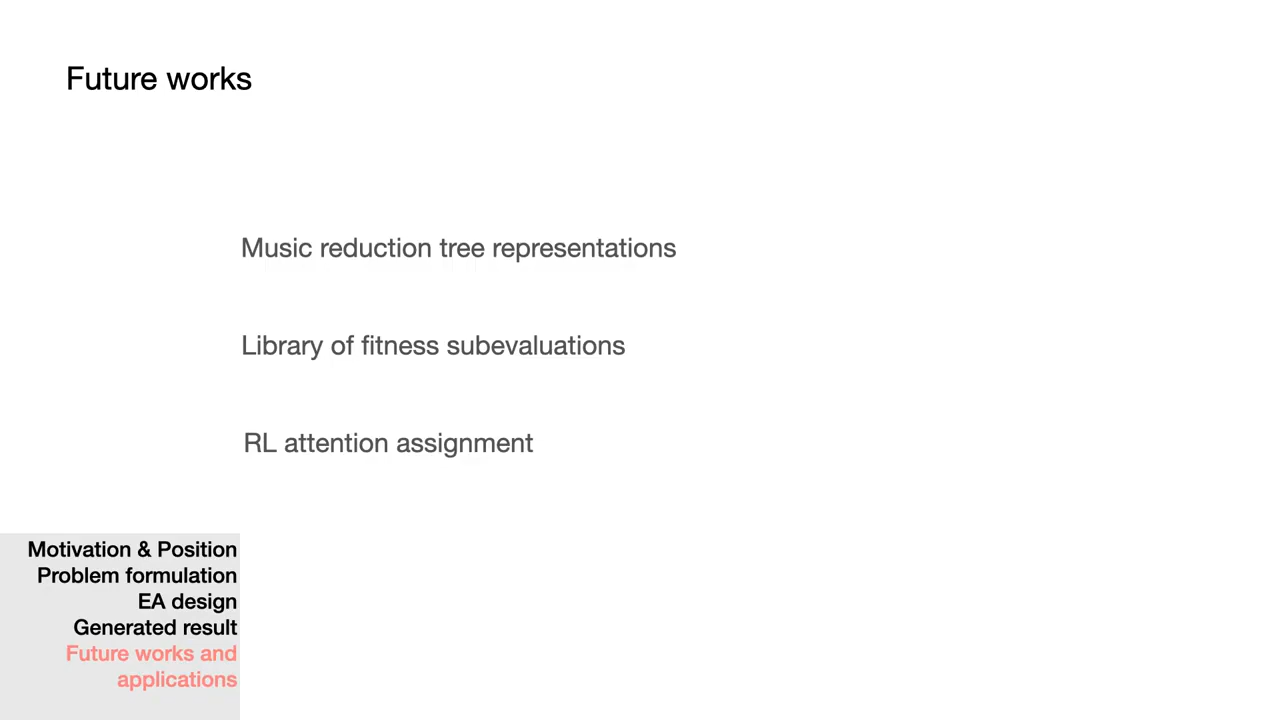 Future works
Music reduction tree representations
Library of fitness subevaluations
RL attention assignment
Motivation & Position
Problem formulation
EA design
Generated result
Future works and
applications